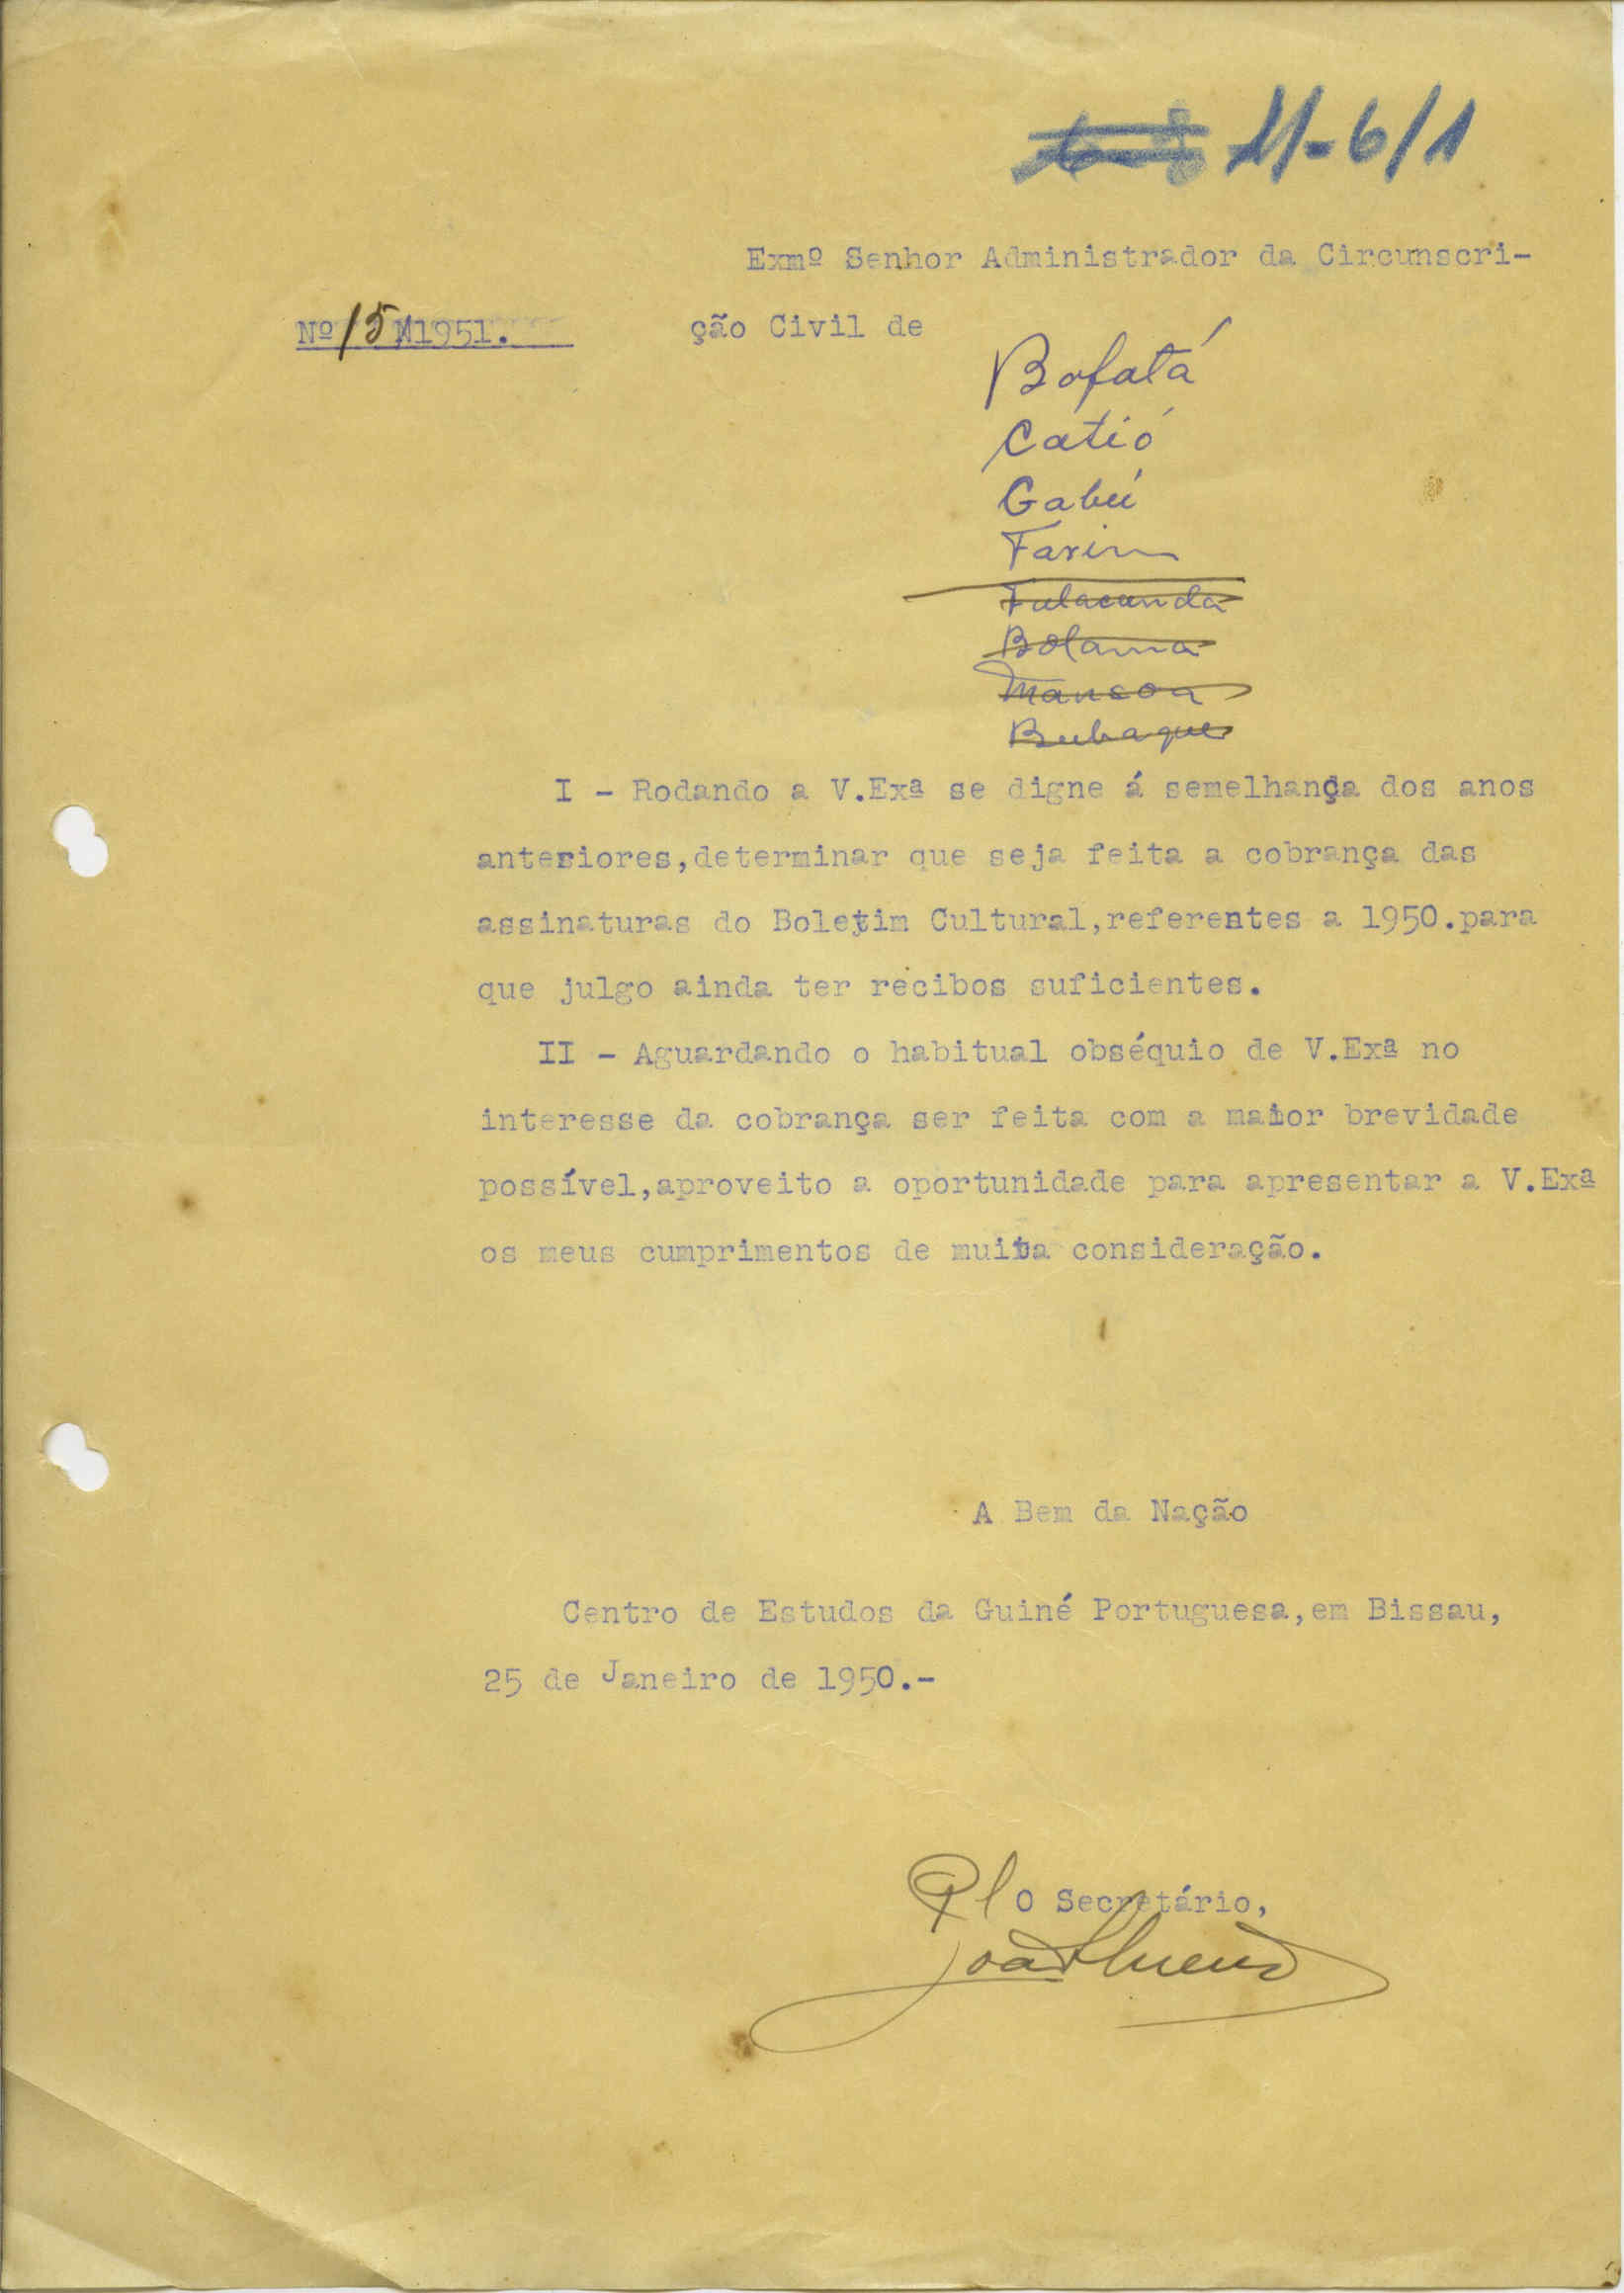 11-6/1
Exmº Senhor Administrador da Circunscri-
Nº 15/1951. ção Civil de
Bafatá
Catió
Gabú
Farim
Fulacunda
Bolama
Mansoa
Bubaque
I - Rodando a V.Exª se digne á semelhança dos anos
anteriores,determinar que seja feita a cobrança das
assinaturas do Boletim Cultural,referentes a 1950.para
que julgo ainda ter recibos suficientes.
II - Aguardando o habitual obséquio de V.Exª no
interesse da cobrança ser feita com a maior brevidade
possível,aproveito a oportunidade para apresentar a V.Exª
os meus cumprimentos de muita consideração.
A Bem da Nação
Centro de Estudos da Guiné Portuguesa,em Bissau,
25 de Janeiro de 1950.-
Pl O Secretário,